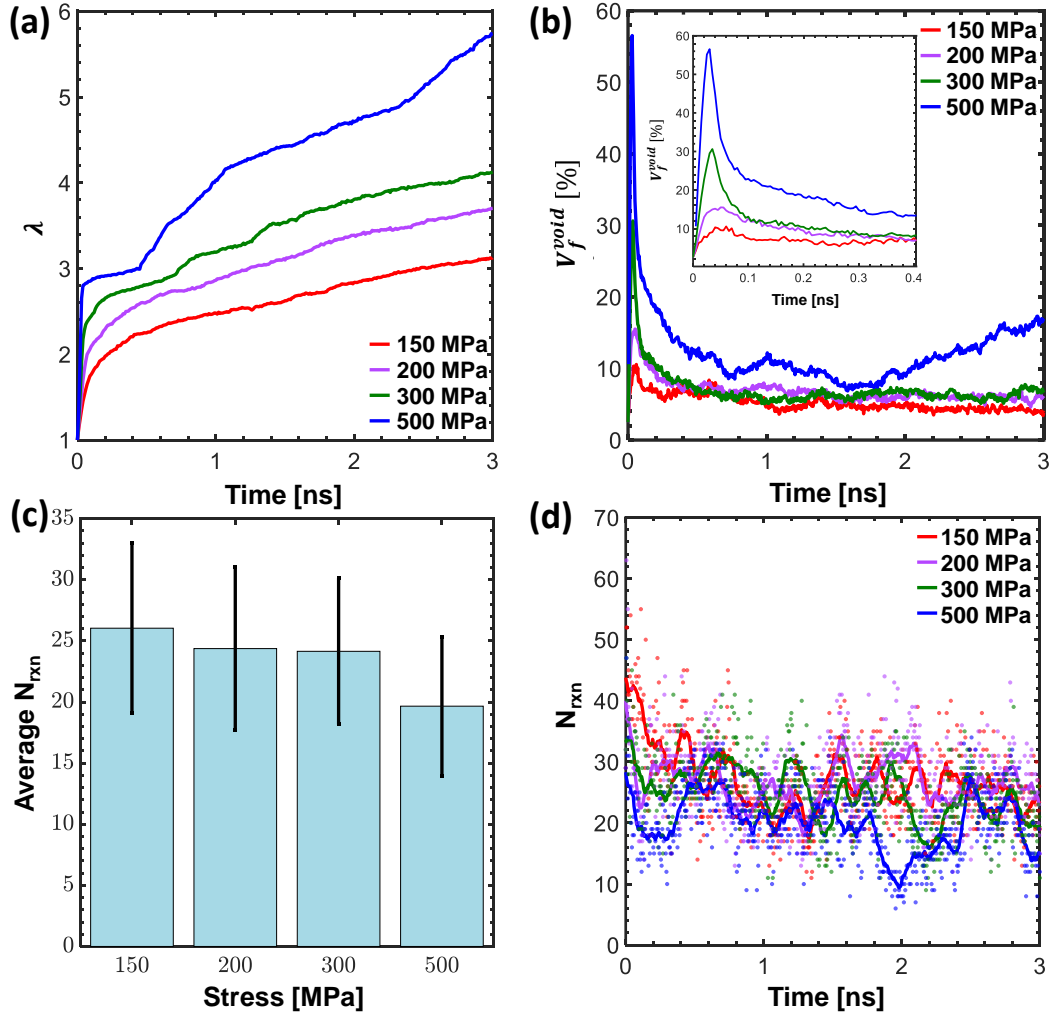 (a)
λ
6
5
4
3
2
1
0
1
2
3
Time [ns]
150 MPa
200 MPa
300 MPa
500 MPa
(b)
V_f^void [%]
60%
50
40
30
20
10
0
0
1
2
3
Time [ns]
150 MPa
200 MPa
300 MPa
500 MPa
V_f^void [%]
60
50
40
30
20
10
0
0.1
0.2
0.3
0.4
Time [ns]
(c)
Average N_rxn
35
30
25
20
15
10
5
0
150
200
300
500
Stress [MPa]
(d)
N_rxn
70
60
50
40
30
20
10
0
0
1
2
3
Time [ns]
150 MPa
200 MPa
300 MPa
500 MPa